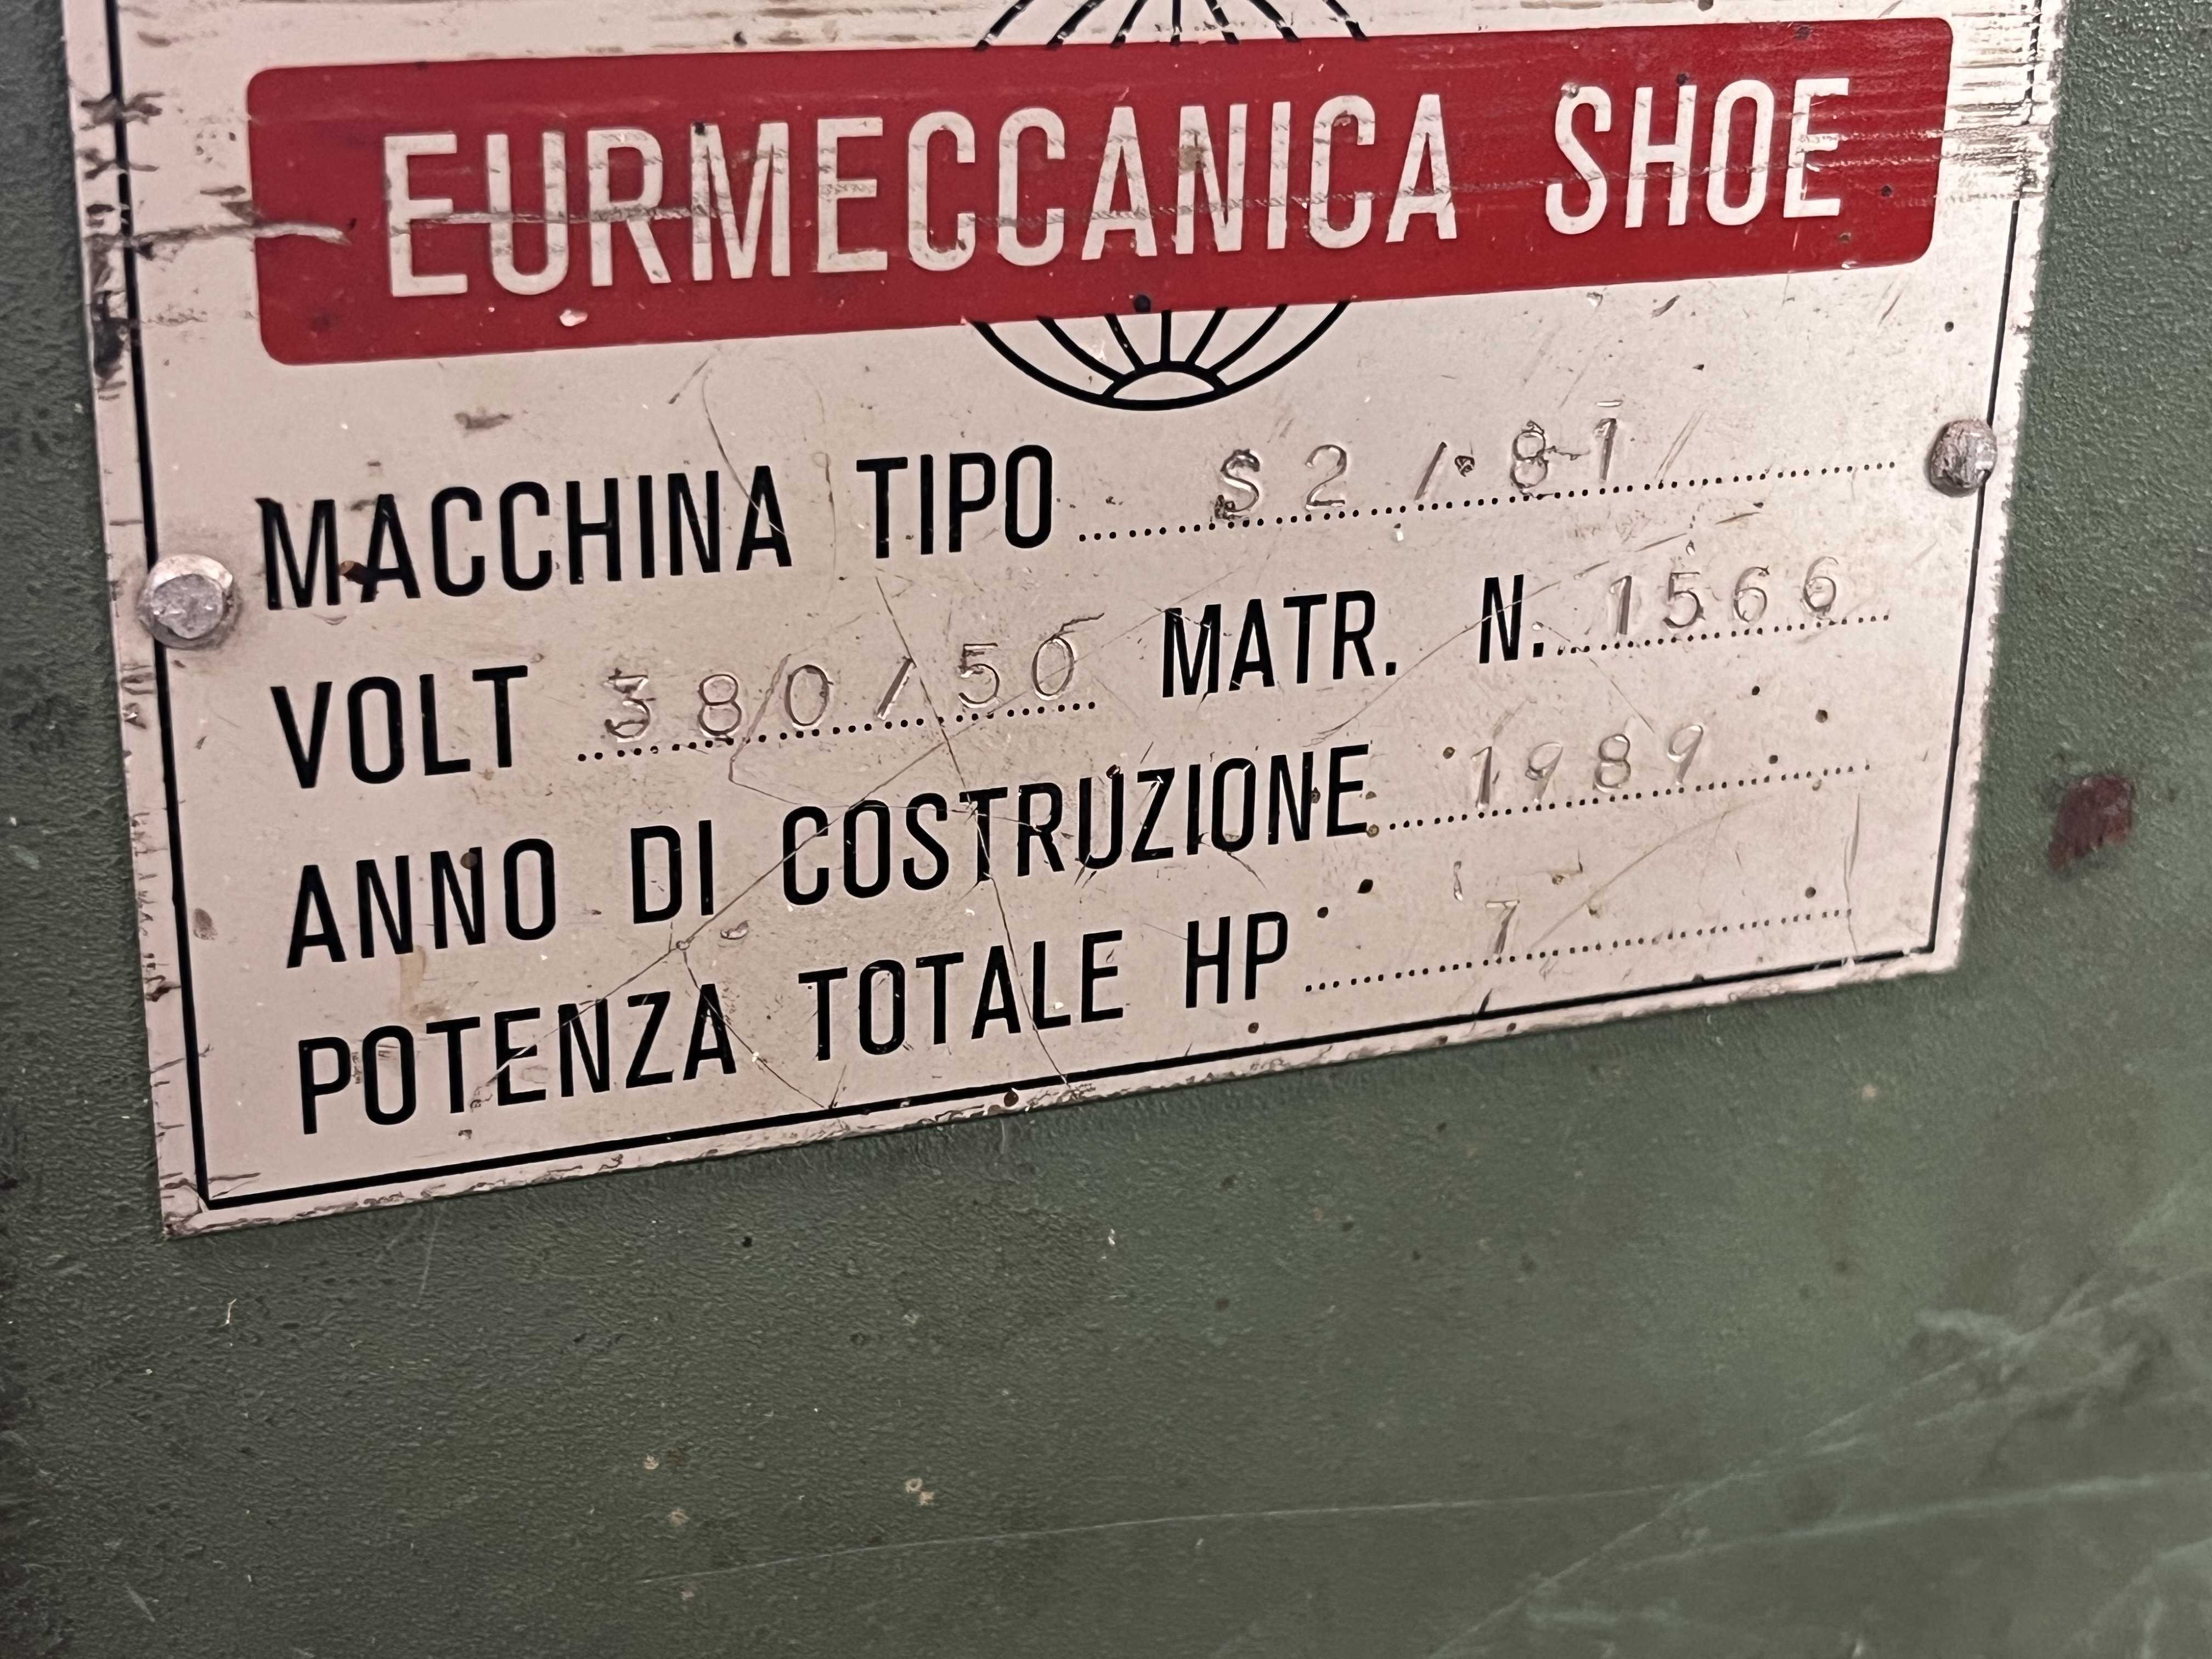 EURMECCANICA SHOE
MACCHINA TIPO S2/81
VOLT 380/50 MATR. N. 1566
ANNO DI COSTRUZIONE 1989
POTENZA TOTALE HP 7